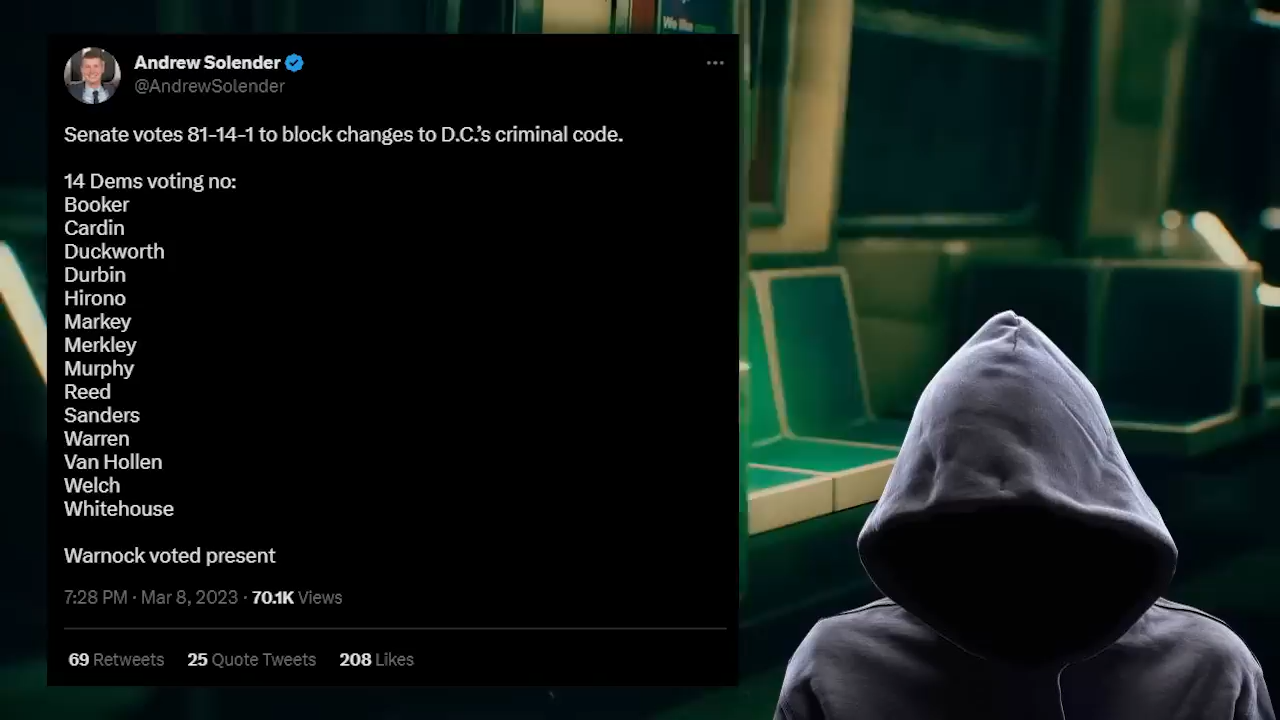 We like
Andrew Solender
@AndrewSolender
Senate votes 81-14-1 to block changes to D.C.'s criminal code.
14 Dems voting no:
Booker
Cardin
Duckworth
Durbin
Hirono
Markey
Merkley
Murphy
Reed
Sanders
Warren
Van Hollen
Welch
Whitehouse
Warnock voted present
7:28 PM · Mar 8, 2023 · 70.1K Views
69 Retweets 25 Quote Tweets 208 Likes